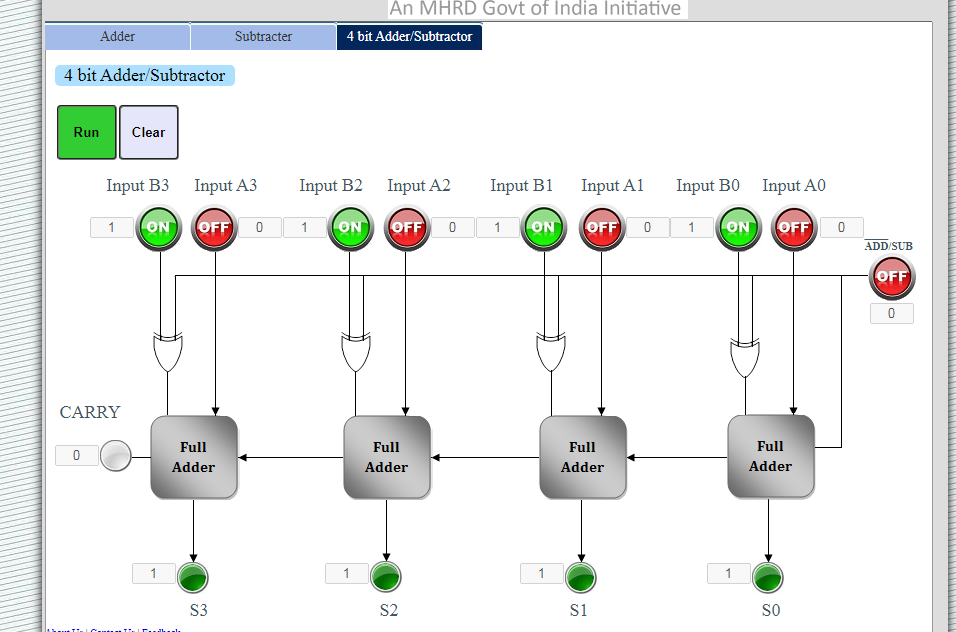 An MHRD Govt of India Initiative
Adder Subtracter 4 bit Adder/Subtractor
4 bit Adder/Subtractor
Run Clear
Input B3 Input A3 Input B2 Input A2 Input B1 Input A1 Input B0 Input A0
1 ON OFF 0 1 ON OFF 0 1 ON OFF 0 1 ON OFF 0
ADD/SUB
OFF
0
CARRY
0
Full Adder
Full Adder
Full Adder
Full Adder
1 1 1 1
S3 S2 S1 S0
About Us | Contact Us | Feedback